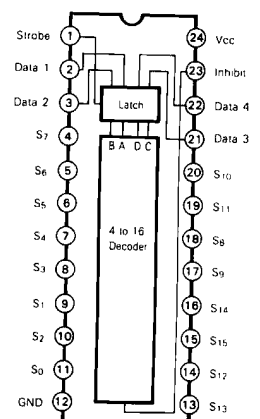 Strobe 1 24 Vcc
Data 1 2 23 Inhibit
Data 2 3 Latch 22 Data 4
S7 4 B A D C 21 Data 3
S6 5 20 S10
S5 6 19 S11
S4 7 4 to 16 18 S8
S3 8 Decoder 17 S9
S1 9 16 S14
S2 10 15 S15
S0 11 14 S12
GND 12 13 S13